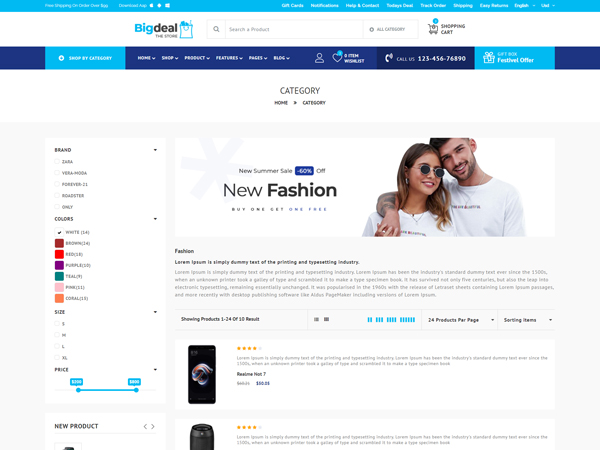 Free Shipping On Order Over $99 Download App
Gift Cards Notifications Help & Contact Todays Deal Track Order Shipping Easy Returns English Usd
Bigdeal
THE STORE
Search a Product
ALL CATEGORY
0
SHOPPING
CART
SHOP BY CATEGORY
HOME SHOP PRODUCT FEATURES PAGES BLOG
0 ITEM
WISHLIST
CALL US 123-456-76890
GIFT BOX
Festivel Offer
CATEGORY
HOME » CATEGORY
BRAND
ZARA
VERA-MODA
FOREVER-21
ROADSTER
ONLY
COLORS
WHITE (14)
BROWN(24)
RED(18)
PURPLE(10)
TEAL(9)
PINK(11)
CORAL(15)
SIZE
S
M
L
XL
PRICE
$200
$800
NEW PRODUCT
New Summer Sale -60% Off
New Fashion
BUY ONE GET ONE FREE
Fashion
Lorem Ipsum is simply dummy text of the printing and typesetting industry.
Lorem Ipsum is simply dummy text of the printing and typesetting industry. Lorem Ipsum has been the industry's standard dummy text ever since the 1500s,
when an unknown printer took a galley of type and scrambled it to make a type specimen book. It has survived not only five centuries, but also the leap into
electronic typesetting, remaining essentially unchanged. It was popularised in the 1960s with the release of Letraset sheets containing Lorem Ipsum passages,
and more recently with desktop publishing software like Aldus PageMaker including versions of Lorem Ipsum.
Showing Products 1-24 Of 10 Result
24 Products Per Page
Sorting items
Lorem Ipsum is simply dummy text of the printing and typesetting industry. Lorem Ipsum has been the industry's standard dummy text ever since the
1500s, when an unknown printer took a galley of type and scrambled it to make a type specimen book.
Realme Not 7
$50.05
Lorem Ipsum is simply dummy text of the printing and typesetting industry. Lorem Ipsum has been the industry's standard dummy text ever since the
1500s, when an unknown printer took a galley of type and scrambled it to make a type specimen book